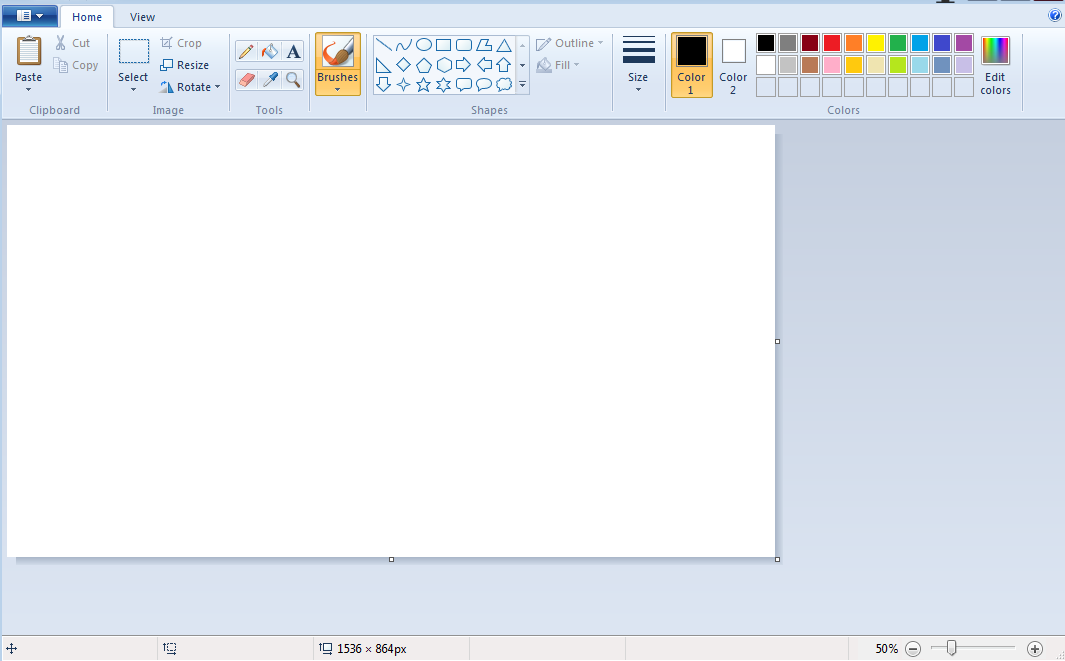 Home View
Paste
Cut
Copy
Clipboard
Select
Crop
Resize
Rotate
Image
A
Tools
Brushes
Shapes
Outline
Fill
Size
Color
1
Color
2
Edit
colors
Colors
1536 × 864px
50%